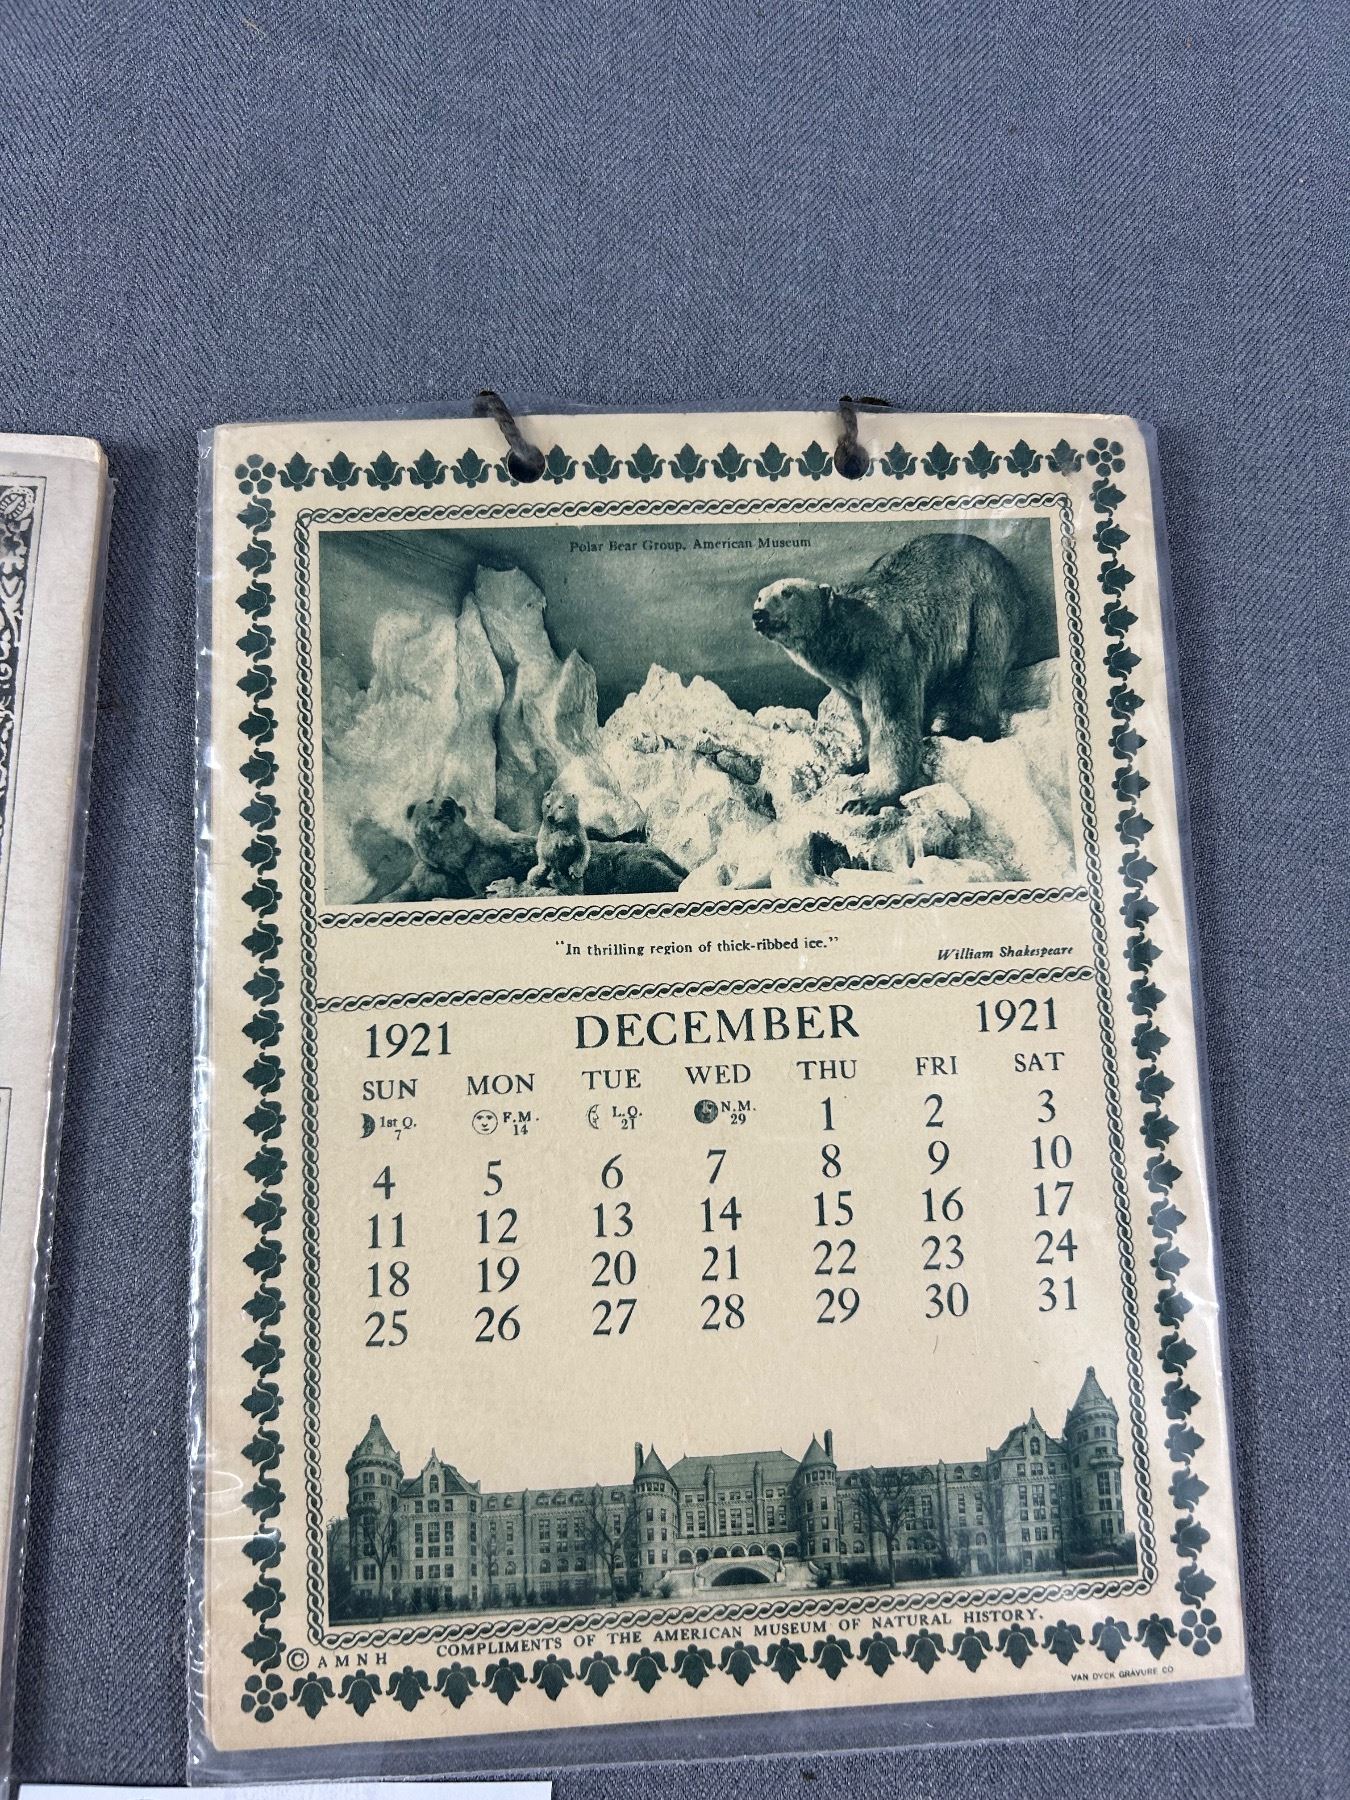 Polar Bear Group, American Museum
"In thrilling region of thick-ribbed ice."
William Shakespeare
1921 DECEMBER 1921
SUN MON TUE WED THU FRI SAT
1st Q. 7 F.M. 14 L.Q. 21 N.M. 29 1 2 3
4 5 6 7 8 9 10
11 12 13 14 15 16 17
18 19 20 21 22 23 24
25 26 27 28 29 30 31
© A M N H COMPLIMENTS OF THE AMERICAN MUSEUM OF NATURAL HISTORY.
VAN DYCK GRAVURE CO